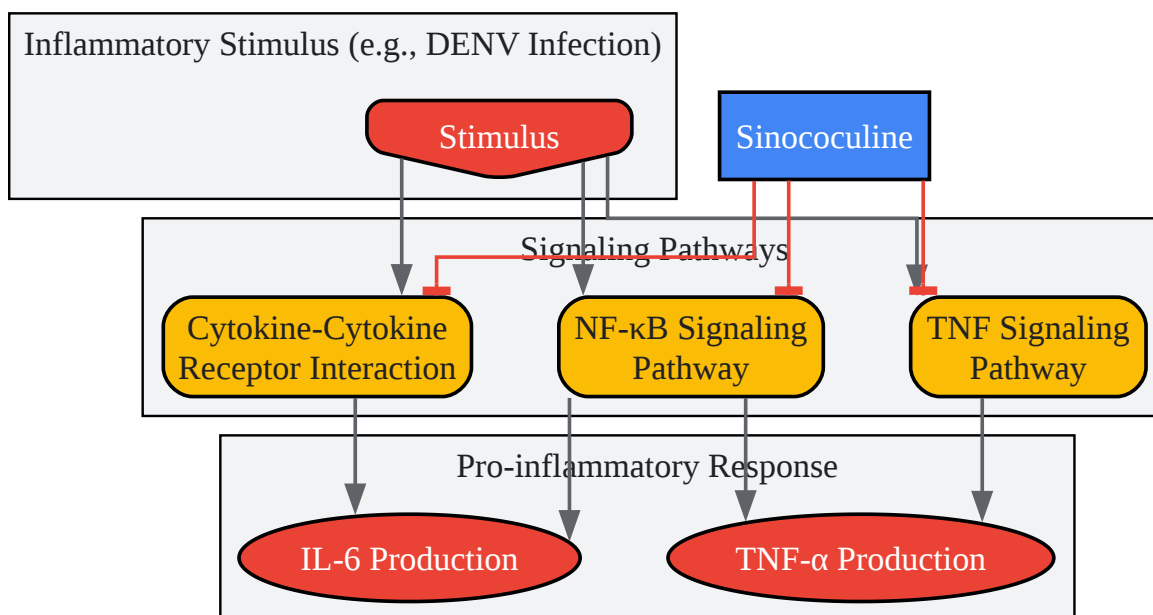 Inflammatory Stimulus (e.g., DENV Infection)
Stimulus
Sinococuline
Signaling Pathways
Cytokine-Cytokine
Receptor Interaction
NF-κB Signaling
Pathway
TNF Signaling
Pathway
Pro-inflammatory Response
IL-6 Production
TNF-α Production